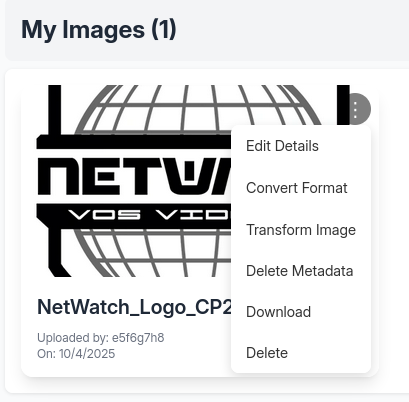 My Images (1)
NETW
VOS VID
Edit Details
Convert Format
Transform Image
Delete Metadata
Download
Delete
NetWatch_Logo_CP2
Uploaded by: e5f6g7h8
On: 10/4/2025